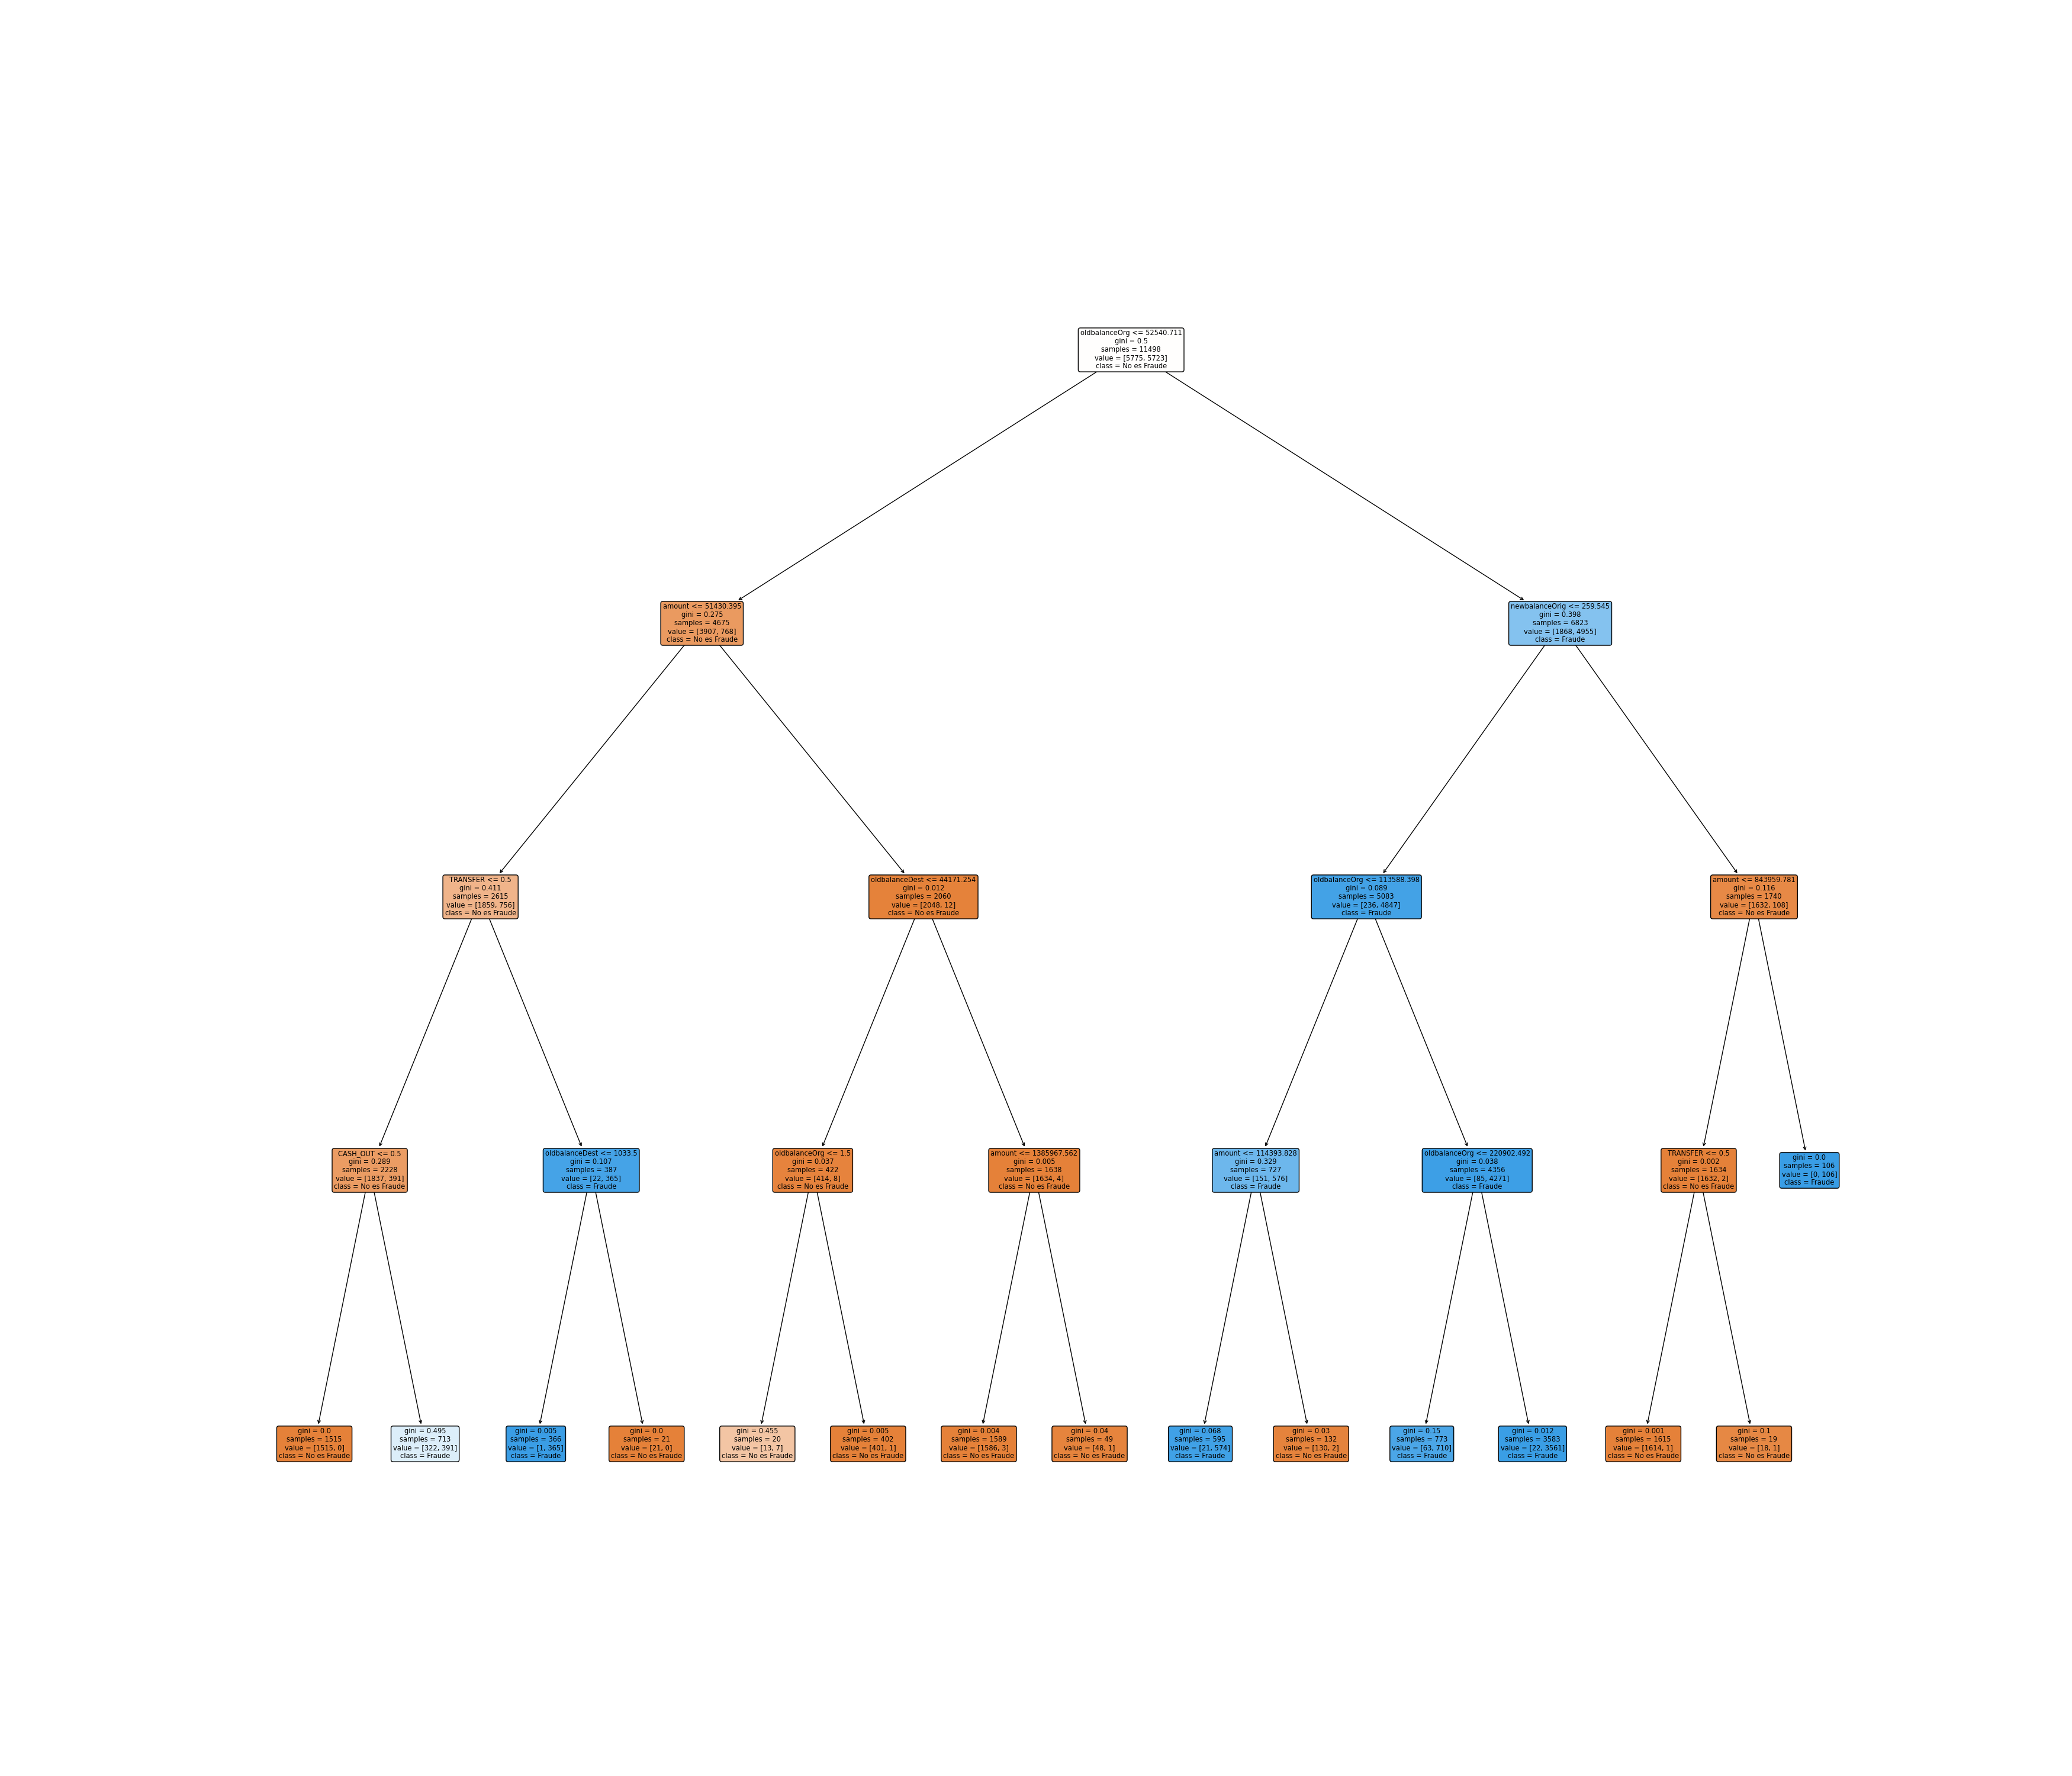 oldbalanceOrg <= 52540.711
gini = 0.5
samples = 11498
value = [5775, 5723]
class = No es Fraude
amount <= 51430.395
gini = 0.275
samples = 4675
value = [3907, 768]
class = No es Fraude
newbalanceOrig <= 259.545
gini = 0.398
samples = 6823
value = [1868, 4955]
class = Fraude
TRANSFER <= 0.5
gini = 0.411
samples = 2615
value = [1859, 756]
class = No es Fraude
oldbalanceDest <= 44171.254
gini = 0.012
samples = 2060
value = [2048, 12]
class = No es Fraude
oldbalanceOrg <= 113588.398
gini = 0.089
samples = 5083
value = [236, 4847]
class = Fraude
amount <= 843959.781
gini = 0.116
samples = 1740
value = [1632, 108]
class = No es Fraude
CASH_OUT <= 0.5
gini = 0.289
samples = 2228
value = [1837, 391]
class = No es Fraude
oldbalanceDest <= 1033.5
gini = 0.107
samples = 387
value = [22, 365]
class = Fraude
oldbalanceOrg <= 1.5
gini = 0.037
samples = 422
value = [414, 8]
class = No es Fraude
amount <= 1385967.562
gini = 0.005
samples = 1638
value = [1634, 4]
class = No es Fraude
amount <= 114393.828
gini = 0.329
samples = 727
value = [151, 576]
class = Fraude
oldbalanceOrg <= 220902.492
gini = 0.038
samples = 4356
value = [85, 4271]
class = Fraude
TRANSFER <= 0.5
gini = 0.002
samples = 1634
value = [1632, 2]
class = No es Fraude
gini = 0.0
samples = 106
value = [0, 106]
class = Fraude
gini = 0.0
samples = 1515
value = [1515, 0]
class = No es Fraude
gini = 0.495
samples = 713
value = [322, 391]
class = Fraude
gini = 0.005
samples = 366
value = [1, 365]
class = Fraude
gini = 0.0
samples = 21
value = [21, 0]
class = No es Fraude
gini = 0.455
samples = 20
value = [13, 7]
class = No es Fraude
gini = 0.005
samples = 402
value = [401, 1]
class = No es Fraude
gini = 0.004
samples = 1589
value = [1586, 3]
class = No es Fraude
gini = 0.04
samples = 49
value = [48, 1]
class = No es Fraude
gini = 0.068
samples = 595
value = [21, 574]
class = Fraude
gini = 0.03
samples = 132
value = [130, 2]
class = No es Fraude
gini = 0.15
samples = 773
value = [63, 710]
class = Fraude
gini = 0.012
samples = 3583
value = [22, 3561]
class = Fraude
gini = 0.001
samples = 1615
value = [1614, 1]
class = No es Fraude
gini = 0.1
samples = 19
value = [18, 1]
class = No es Fraude